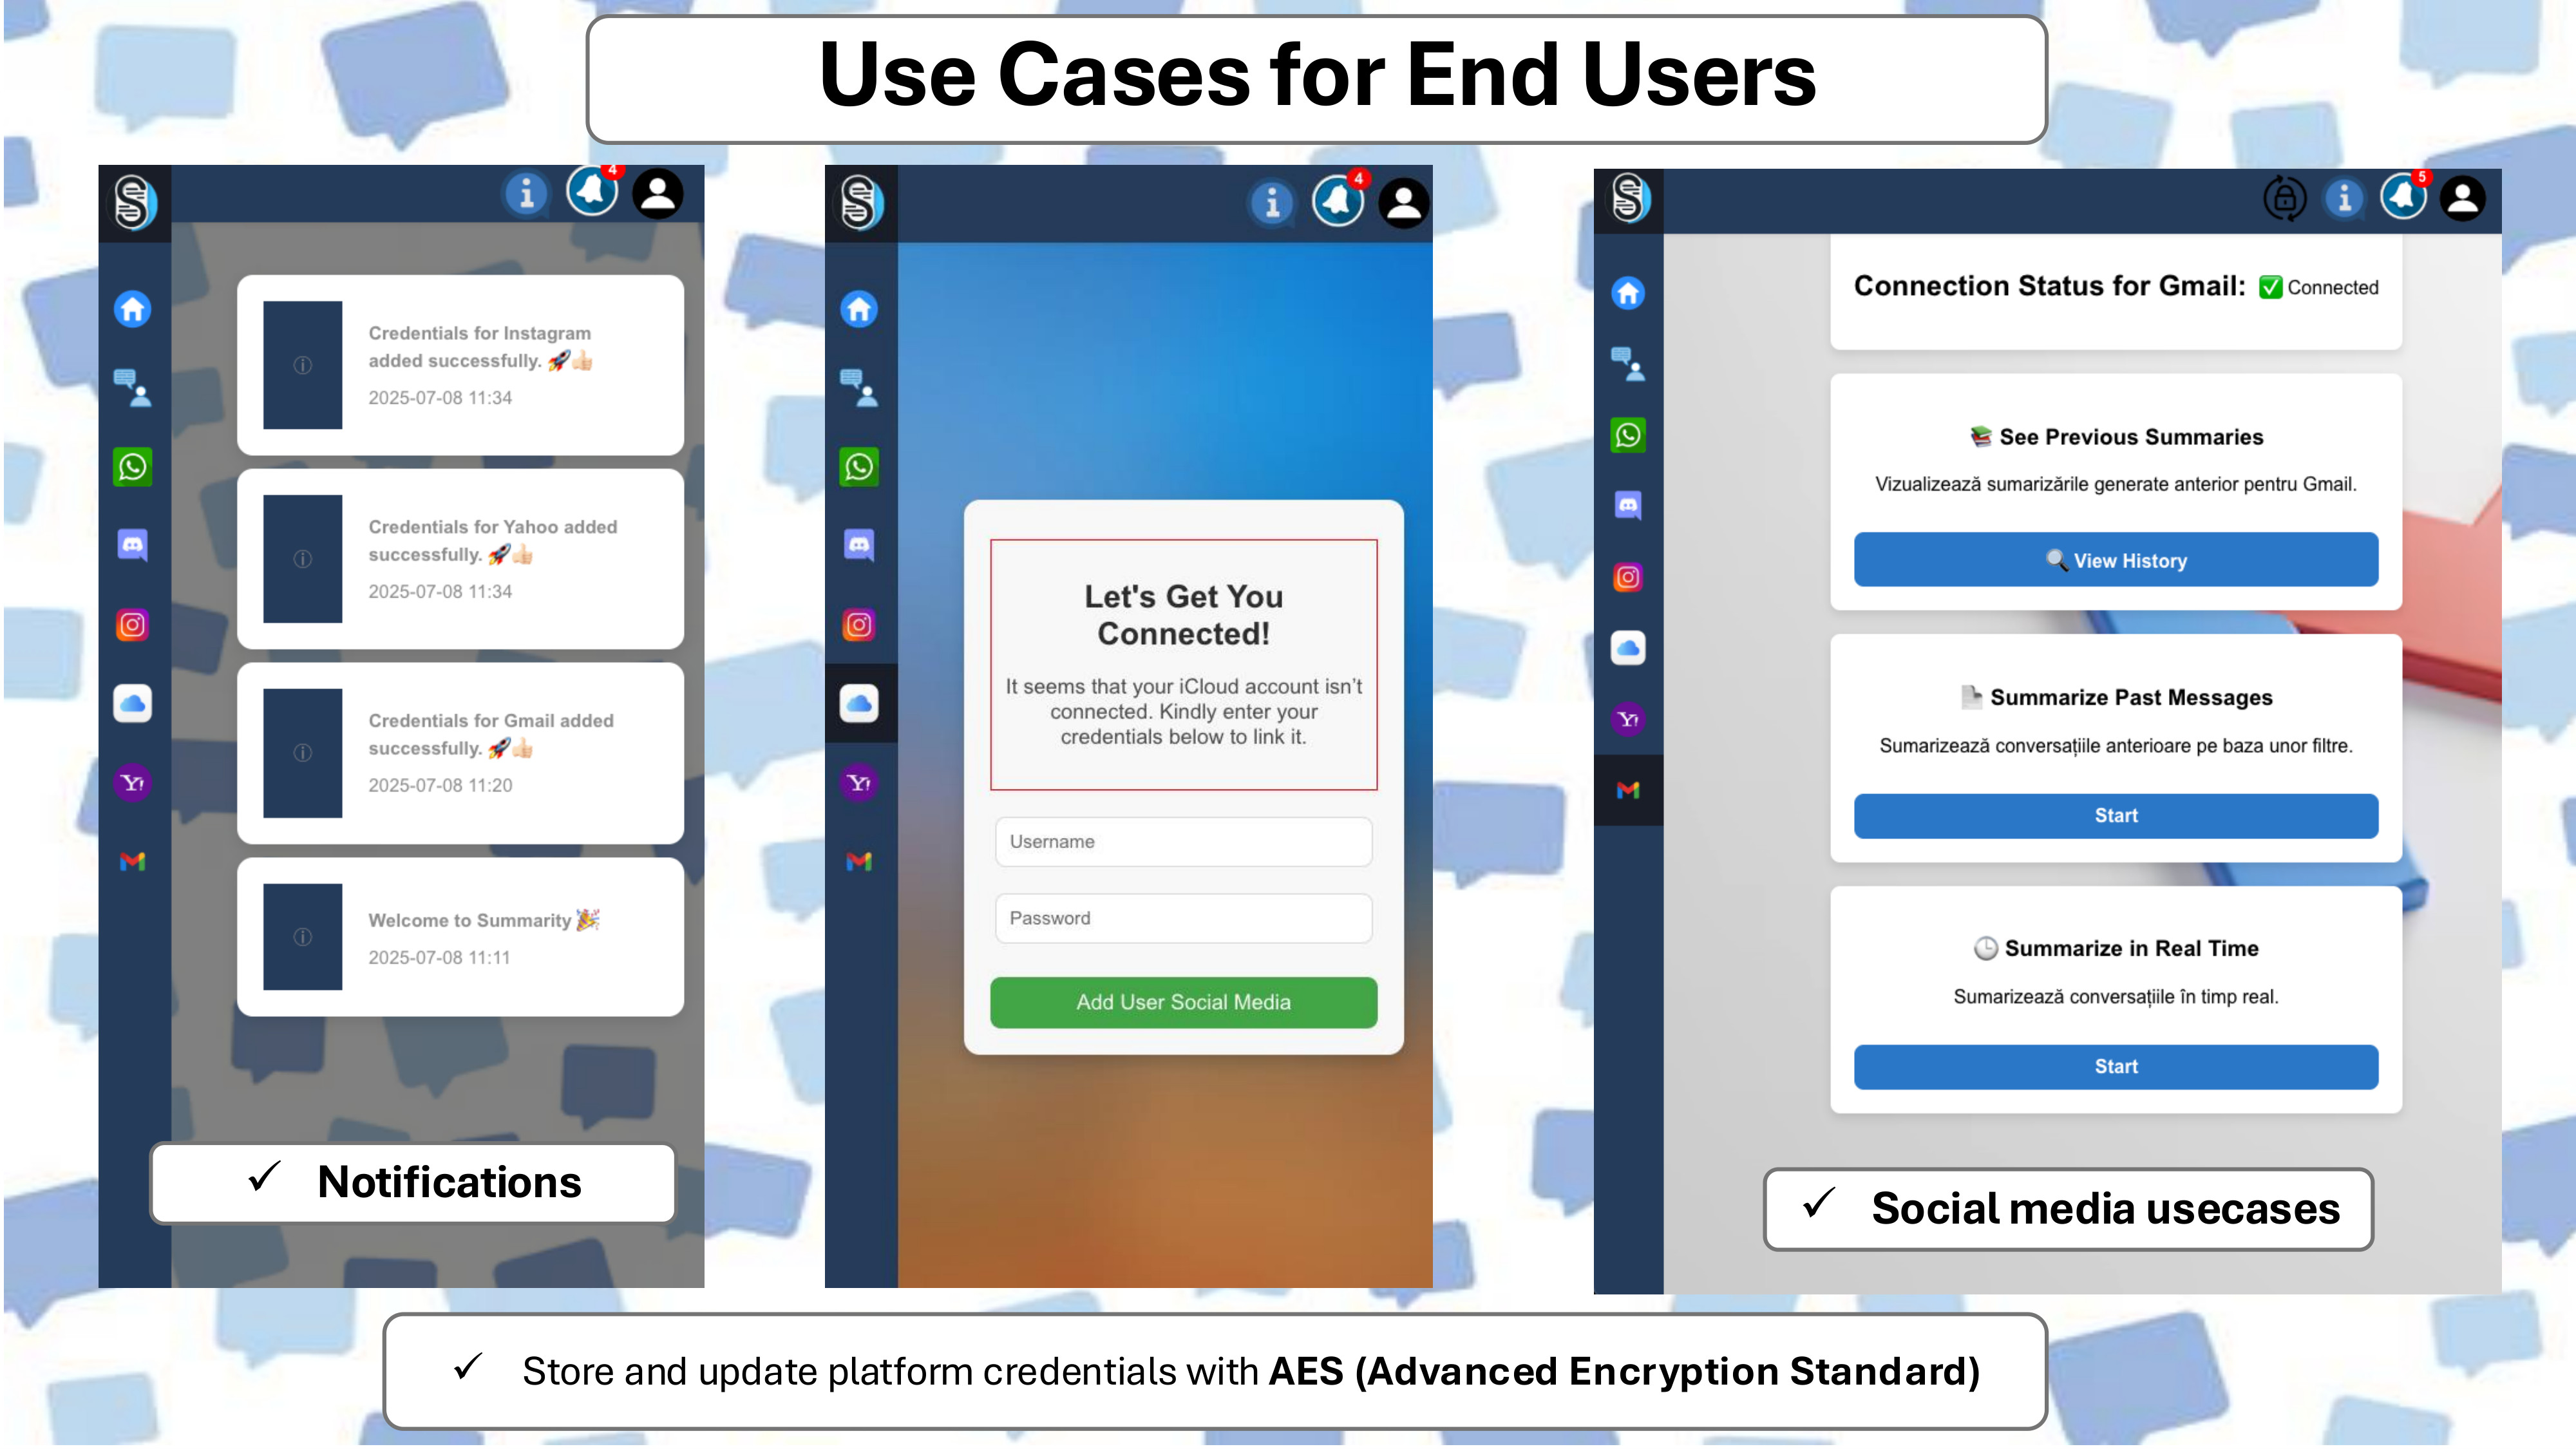 Use Cases for End Users
4
Credentials for Instagram
added successfully. 🚀👍🏻
2025-07-08 11:34
Credentials for Yahoo added
successfully. 🚀👍🏻
2025-07-08 11:34
Credentials for Gmail added
successfully. 🚀👍🏻
2025-07-08 11:20
Welcome to Summarity 🎉
2025-07-08 11:11
✓ Notifications
4
Let's Get You
Connected!
It seems that your iCloud account isn't
connected. Kindly enter your
credentials below to link it.
Username
Password
Add User Social Media
5
Connection Status for Gmail: ✅ Connected
📚 See Previous Summaries
Vizualizează sumarizările generate anterior pentru Gmail.
🔍 View History
📄 Summarize Past Messages
Sumarizează conversațiile anterioare pe baza unor filtre.
Start
🕒 Summarize in Real Time
Sumarizează conversațiile în timp real.
Start
✓ Social media usecases
✓ Store and update platform credentials with AES (Advanced Encryption Standard)